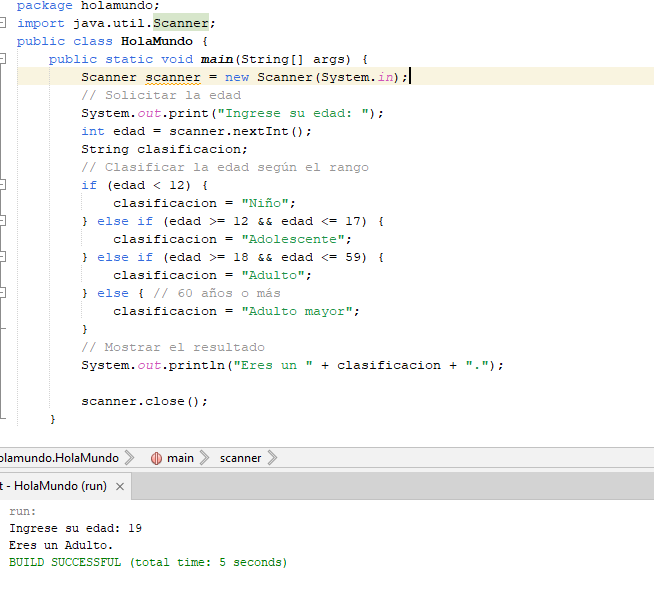 package holamundo;
import java.util.Scanner;
public class HolaMundo {
    public static void main(String[] args) {
        Scanner scanner = new Scanner(System.in);
        // Solicitar la edad
        System.out.print("Ingrese su edad: ");
        int edad = scanner.nextInt();
        String clasificacion;
        // Clasificar la edad según el rango
        if (edad < 12) {
            clasificacion = "Niño";
        } else if (edad >= 12 && edad <= 17) {
            clasificacion = "Adolescente";
        } else if (edad >= 18 && edad <= 59) {
            clasificacion = "Adulto";
        } else { // 60 años o más
            clasificacion = "Adulto mayor";
        }
        // Mostrar el resultado
        System.out.println("Eres un " + clasificacion + ".");
        scanner.close();
    }
olamundo.HolaMundo main scanner
t - HolaMundo (run) ×
run:
Ingrese su edad: 19
Eres un Adulto.
BUILD SUCCESSFUL (total time: 5 seconds)